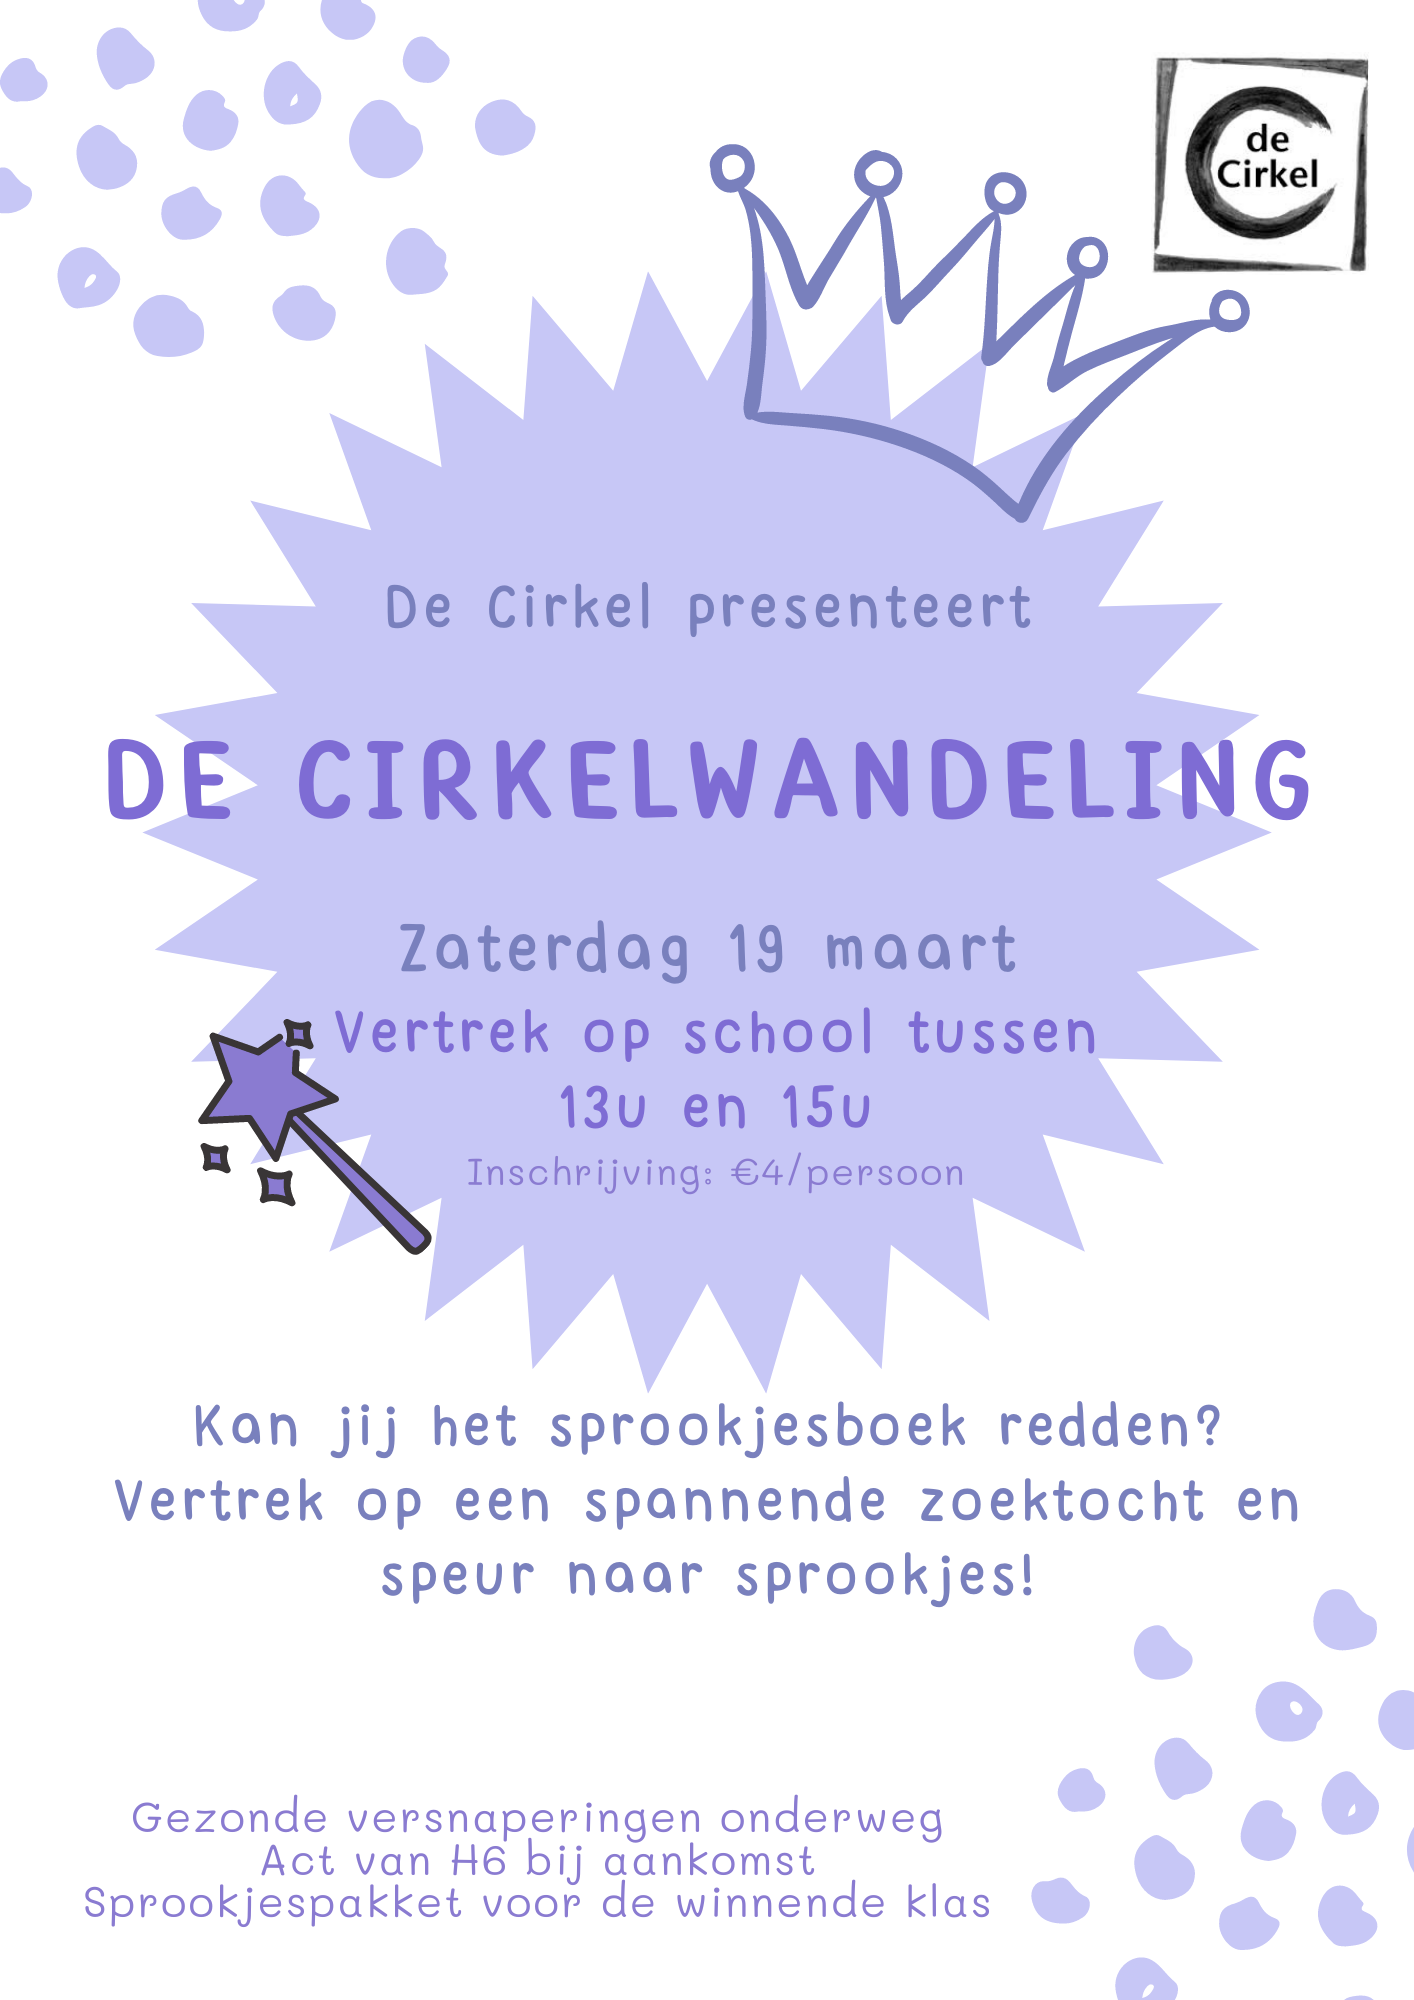 de
Cirkel
De Cirkel presenteert
DE CIRKELWANDELING
Zaterdag 19 maart
Vertrek op school tussen
13u en 15u
Inschrijving: €4/persoon
Kan jij het sprookjesboek redden?
Vertrek op een spannende zoektocht en
speur naar sprookjes!
Gezonde versnaperingen onderweg
Act van H6 bij aankomst
Sprookjespakket voor de winnende klas